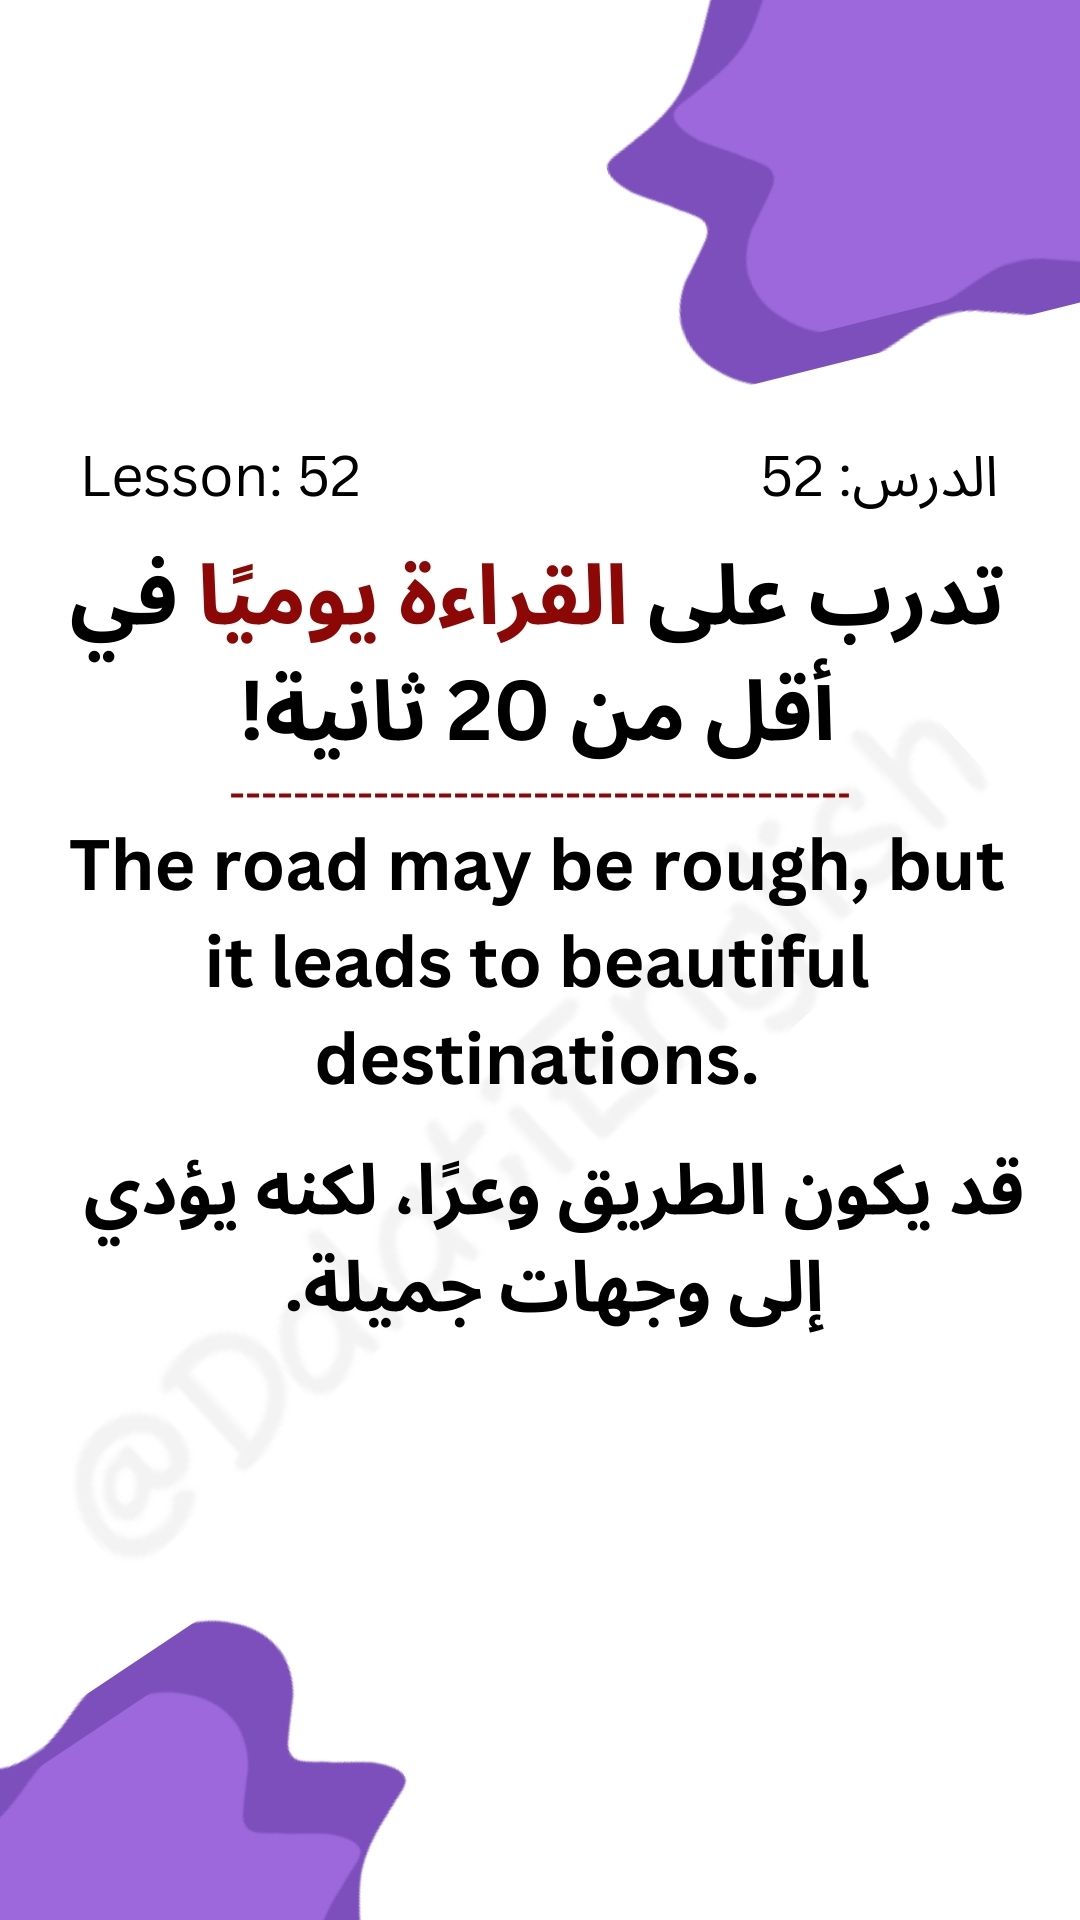 Lesson: 52
الدرس: 52
تدرب على القراءة يوميًا في
أقل من 20 ثانية!
---------------------------------------
The road may be rough, but
it leads to beautiful
destinations.
قد يكون الطريق وعرًا، لكنه يؤدي
إلى وجهات جميلة.
@DdatiEnglish